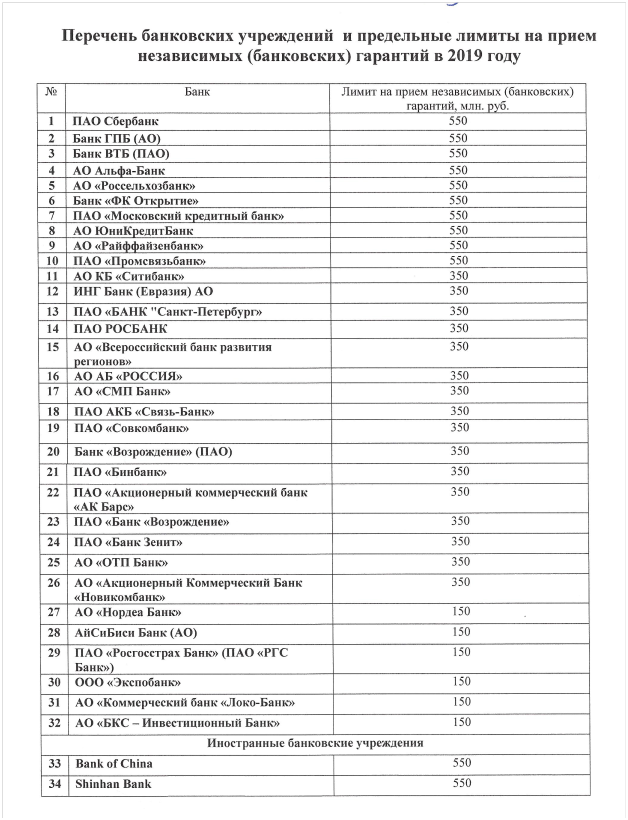 Перечень банковских учреждений и предельные лимиты на прием
независимых (банковских) гарантий в 2019 году
№ Банк Лимит на прием независимы (банковских)
гарантий, млн. руб.
1 ПАО Сбербанк 550
2 Банк ГПБ (АО) 550
3 Банк ВТБ (ПАО) 550
4 АО Альфа-Банк 550
5 АО «Россельхозбанк» 550
6 Банк «ФК Открытие» 550
7 ПАО «Московский кредитный банк» 550
8 АО ЮниКредитБанк 550
9 АО «Райффайзенбанк» 550
10 ПАО «Промсвязьбанк» 550
11 АО КБ «Ситибанк» 350
12 ИНГ Банк (Евразия) АО 350
13 ПАО «БАНК "Санкт-Петербург» 350
14 ПАО РОСБАНК 350
15 АО «Всероссийский банк развития 350
регионов»
16 АО АБ «РОССИЯ» 350
17 АО «СМП Банк» 350
18 ПАО АКБ «Связь-Банк» 350
19 ПАО «Совкомбанк» 350
20 Банк «Возрождение» (ПАО) 350
21 ПАО «Бинбанк» 350
22 ПАО «Акционерный коммерческий банк 350
«АК Барс»
23 ПАО «Банк «Возрождение» 350
24 ПАО «Банк Зенит» 350
25 АО «ОТП Банк» 350
26 АО «Акционерный Коммерческий Банк 350
«Новикомбанк»
27 АО «Нордеа Банк» 150
28 АйСиБиси Банк (АО) 150
29 ПАО «Росгосстрах Банк» (ПАО «РГС 150
Банк»)
30 ООО «Экспобанк» 150
31 АО «Коммерческий банк «Локо-Банк» 150
32 АО «БКС – Инвестиционный Банк» 150
Иностранные банковские учреждения
33 Bank of China 550
34 Shinhan Bank 550